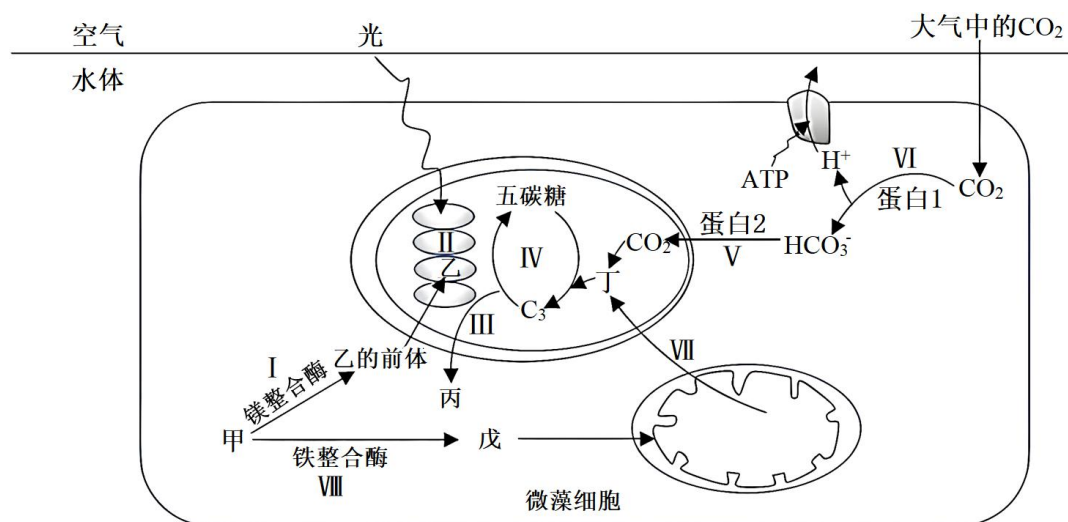 空气
光
大气中的CO₂
水体
ATP
H⁺
Ⅵ
蛋白1
CO₂
HCO₃⁻
蛋白2
Ⅴ
CO₂
五碳糖
Ⅱ
乙
Ⅳ
丁
C₃
Ⅲ
Ⅶ
Ⅰ
乙的前体
镁整合酶
丙
甲
铁整合酶
Ⅷ
戊
微藻细胞